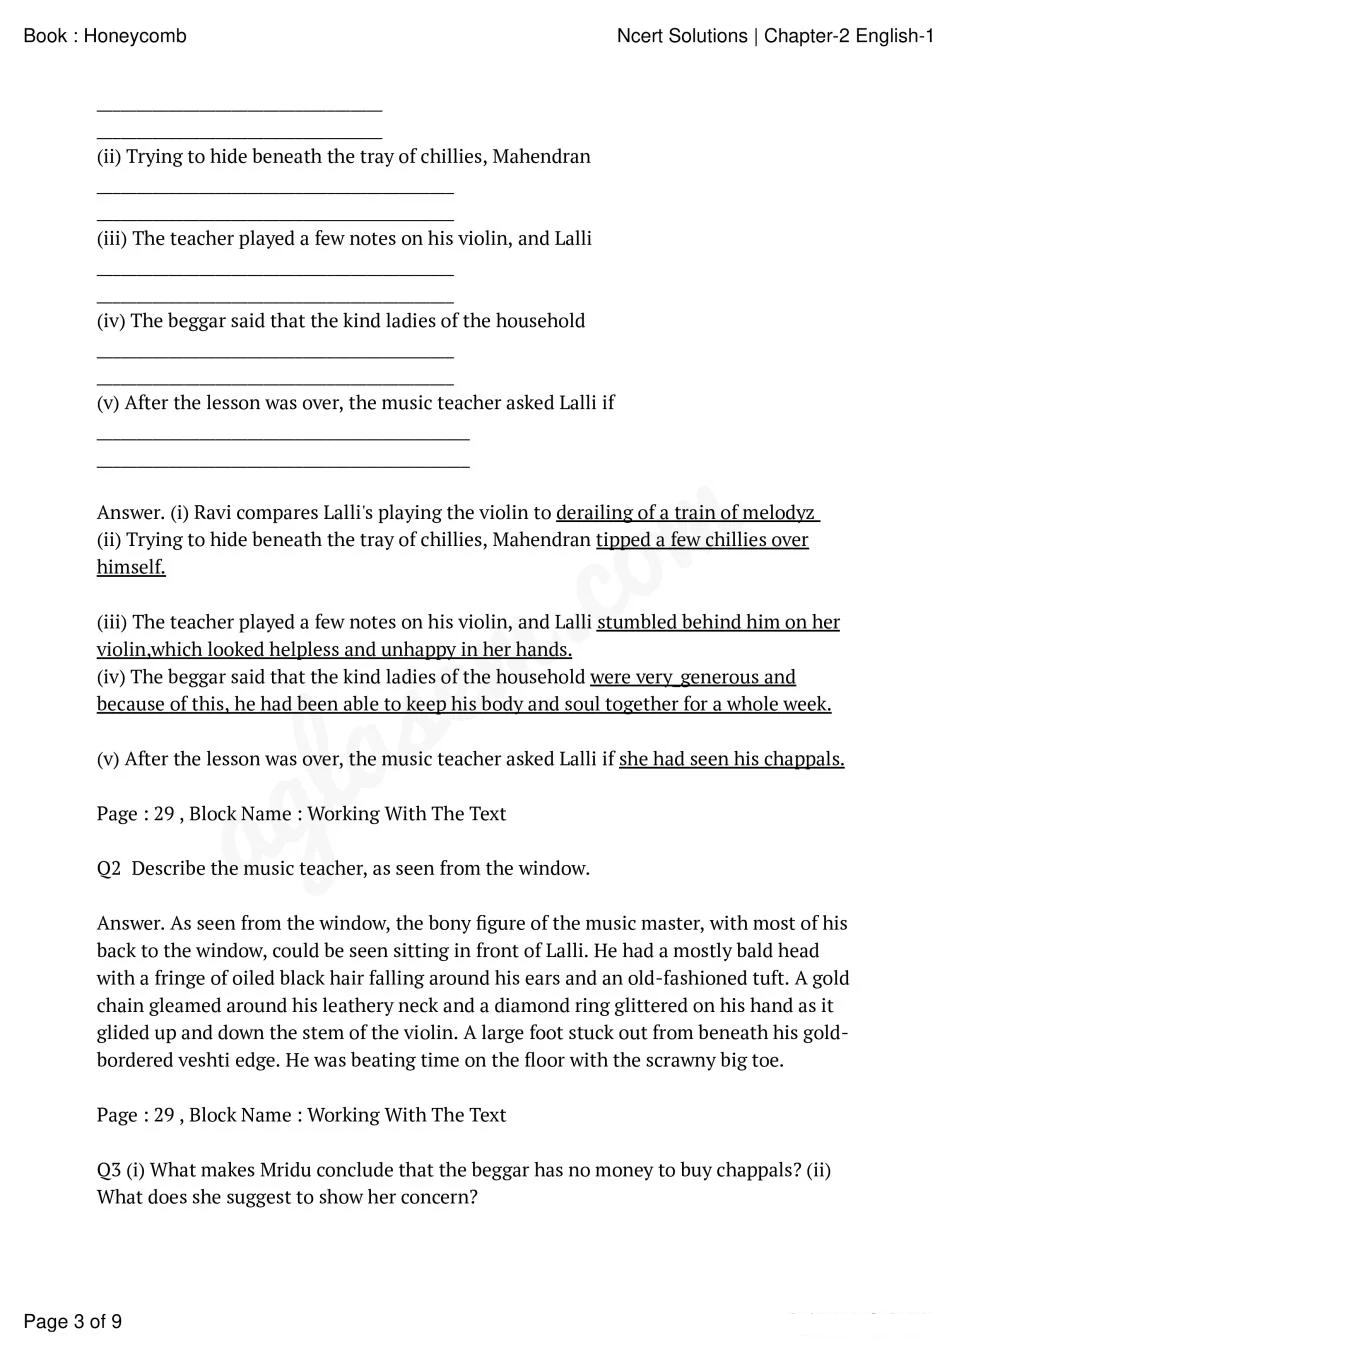 Book : Honeycomb
Ncert Solutions | Chapter-2 English-1
(ii) Trying to hide beneath the tray of chillies, Mahendran
(iii) The teacher played a few notes on his violin, and Lalli
(iv) The beggar said that the kind ladies of the household
(v) After the lesson was over, the music teacher asked Lalli if
Answer. (i) Ravi compares Lalli's playing the violin to derailing of a train of melodyz
(ii) Trying to hide beneath the tray of chillies, Mahendran tipped a few chillies over
himself.
(iii) The teacher played a few notes on his violin, and Lalli stumbled behind him on her
violin,which looked helpless and unhappy in her hands.
(iv) The beggar said that the kind ladies of the household were very generous and
because of this, he had been able to keep his body and soul together for a whole week.
(v) After the lesson was over, the music teacher asked Lalli if she had seen his chappals.
Page : 29 , Block Name : Working With The Text
Q2 Describe the music teacher, as seen from the window.
Answer. As seen from the window, the bony figure of the music master, with most of his
back to the window, could be seen sitting in front of Lalli. He had a mostly bald head
with a fringe of oiled black hair falling around his ears and an old-fashioned tuft. A gold
chain gleamed around his leathery neck and a diamond ring glittered on his hand as it
glided up and down the stem of the violin. A large foot stuck out from beneath his gold-
bordered veshti edge. He was beating time on the floor with the scrawny big toe.
Page : 29 , Block Name : Working With The Text
Q3 (i) What makes Mridu conclude that the beggar has no money to buy chappals? (ii)
What does she suggest to show her concern?
Page 3 of 9